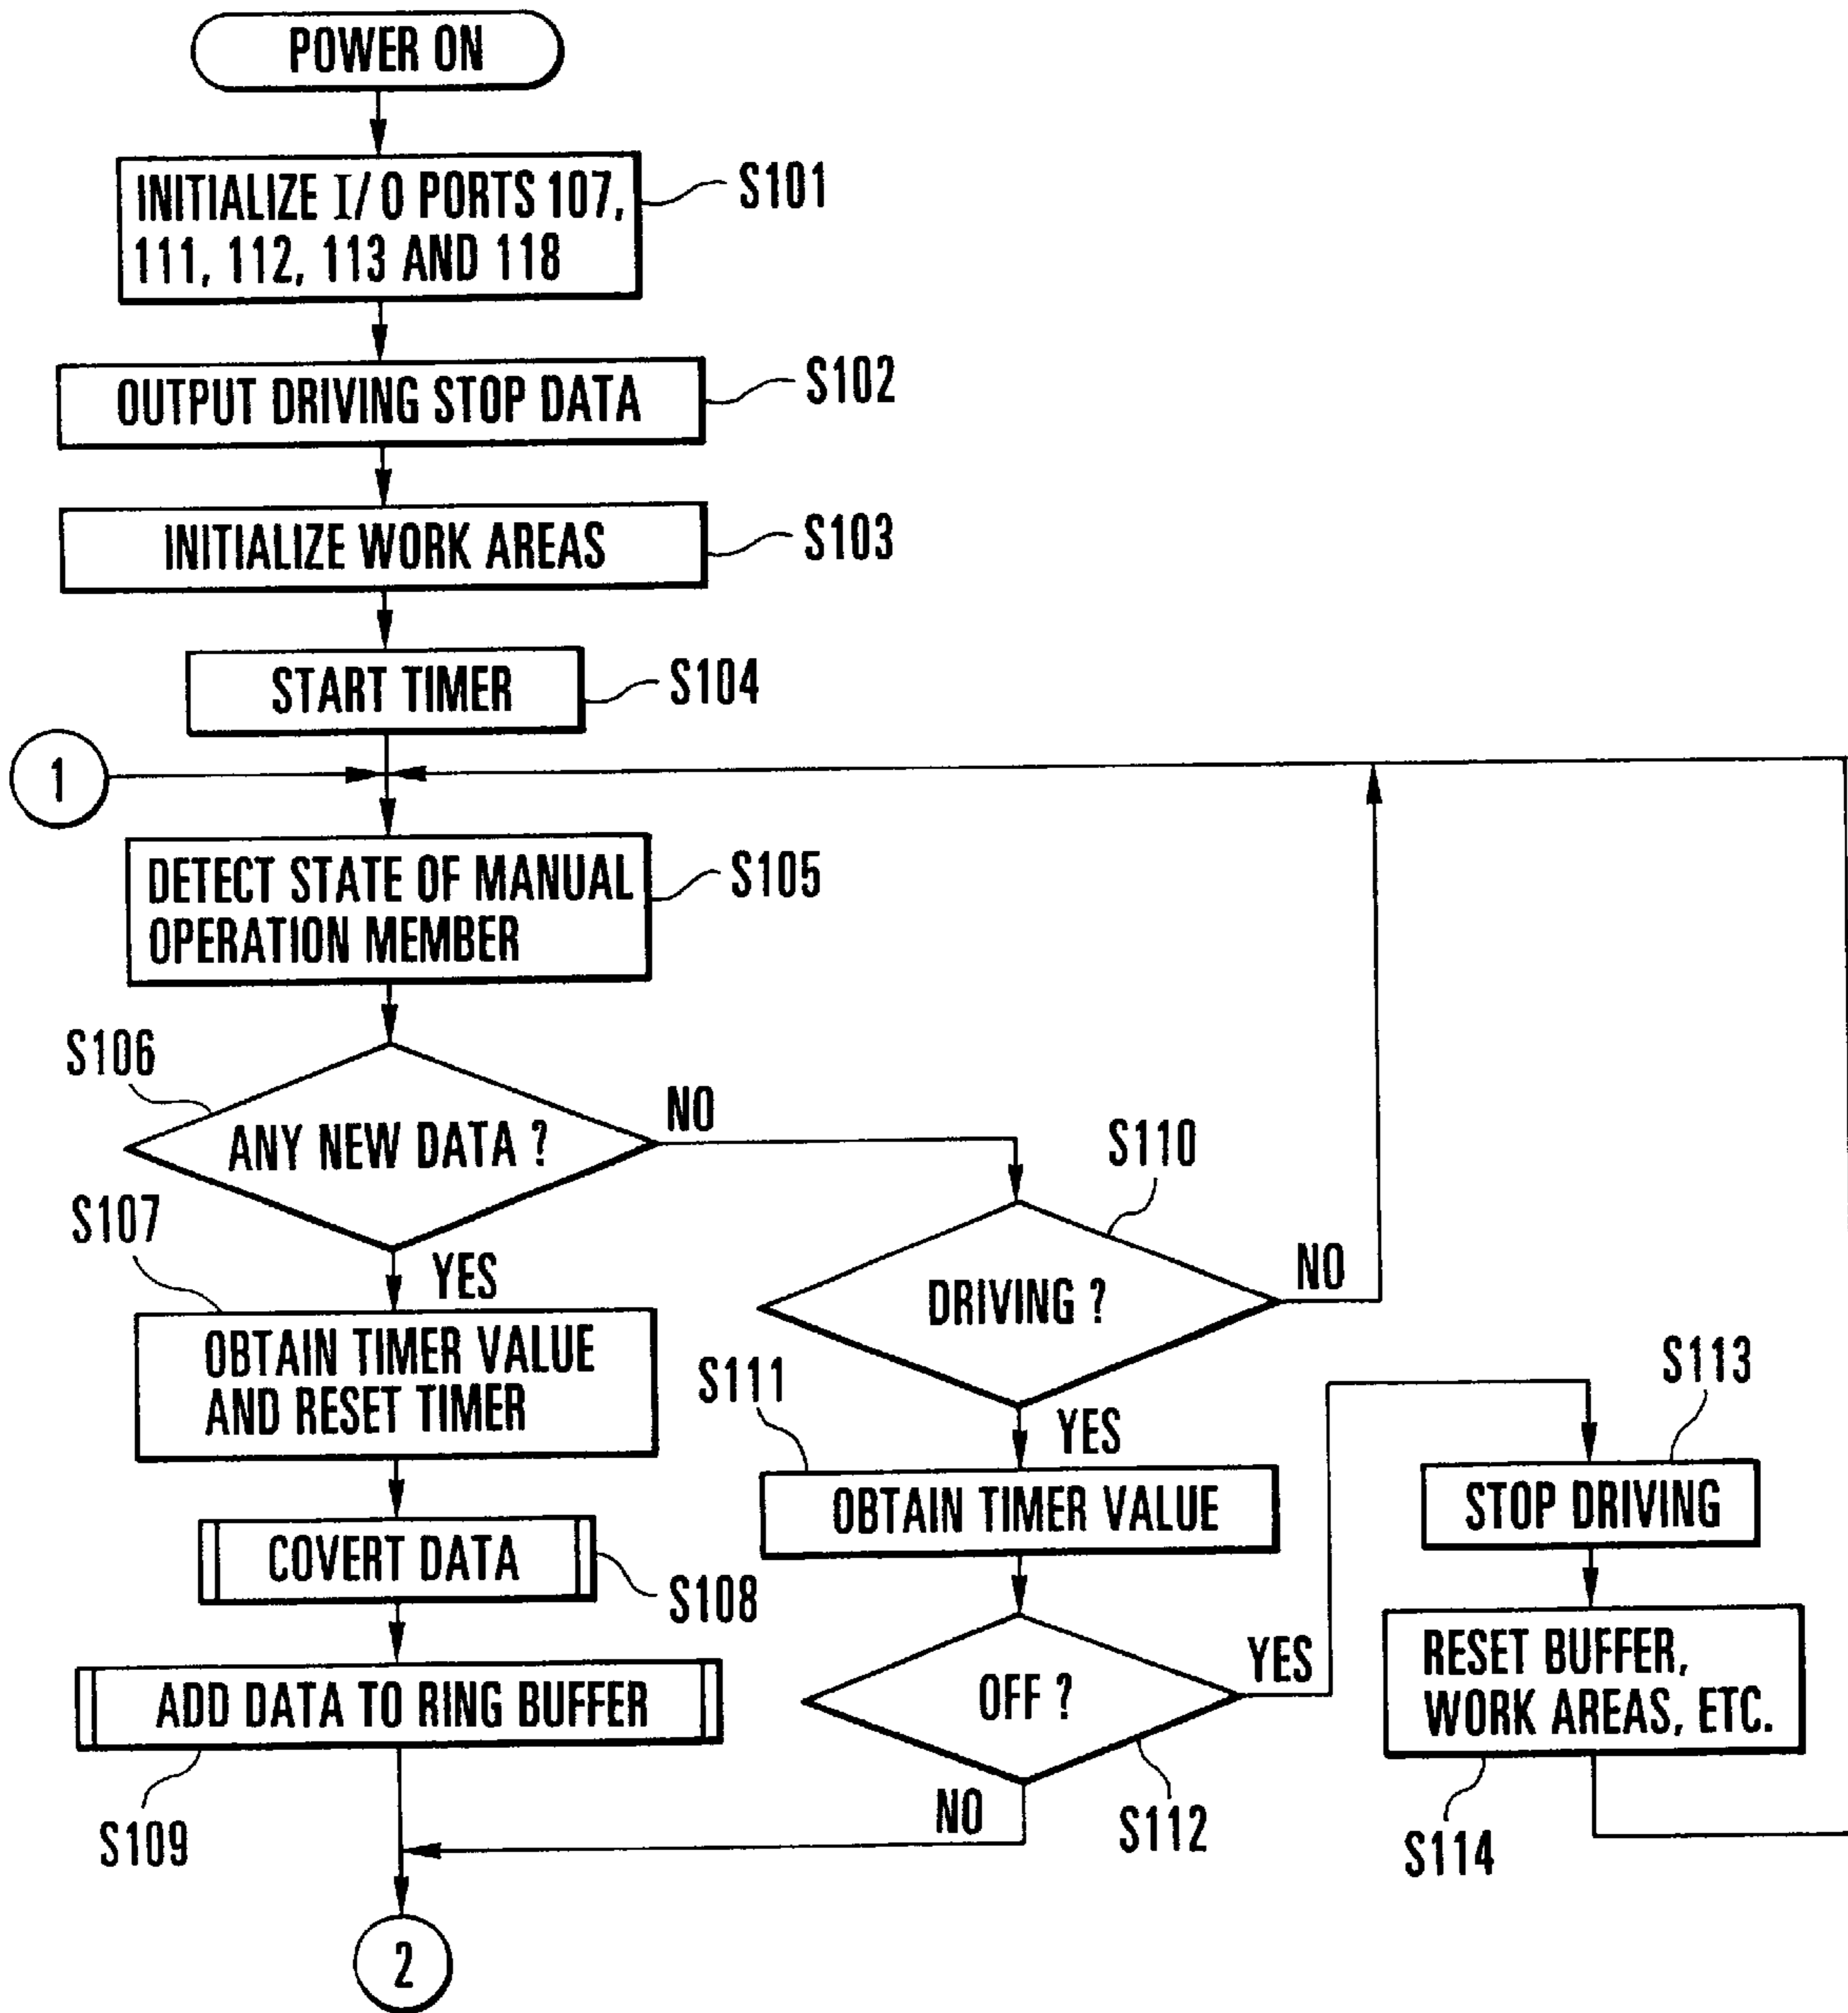 POWER ON
INITIALIZE I/O PORTS 107,
111, 112, 113 AND 118
S101
OUTPUT DRIVING STOP DATA
S102
INITIALIZE WORK AREAS
S103
START TIMER
S104
1
DETECT STATE OF MANUAL
OPERATION MEMBER
S105
S106
ANY NEW DATA ?
NO
YES
S107
OBTAIN TIMER VALUE
AND RESET TIMER
COVERT DATA
S108
ADD DATA TO RING BUFFER
S109
S110
DRIVING ?
NO
YES
S111
OBTAIN TIMER VALUE
OFF ?
YES
NO
S112
S113
STOP DRIVING
RESET BUFFER,
WORK AREAS, ETC.
S114
2